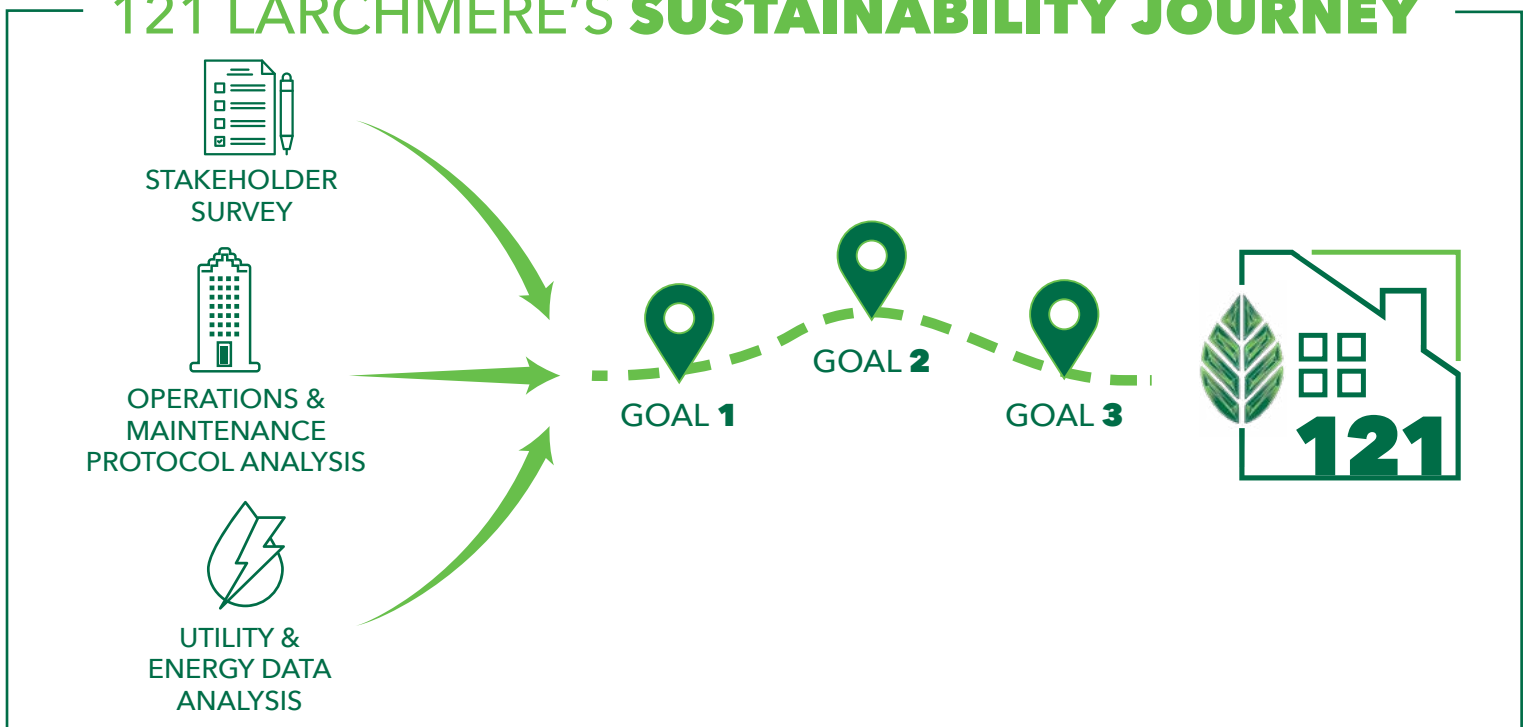 121 LARCHMERE'S SUSTAINABILITY JOURNEY
STAKEHOLDER
SURVEY
OPERATIONS &
MAINTENANCE
PROTOCOL ANALYSIS
UTILITY &
ENERGY DATA
ANALYSIS
GOAL 1
GOAL 2
GOAL 3
121